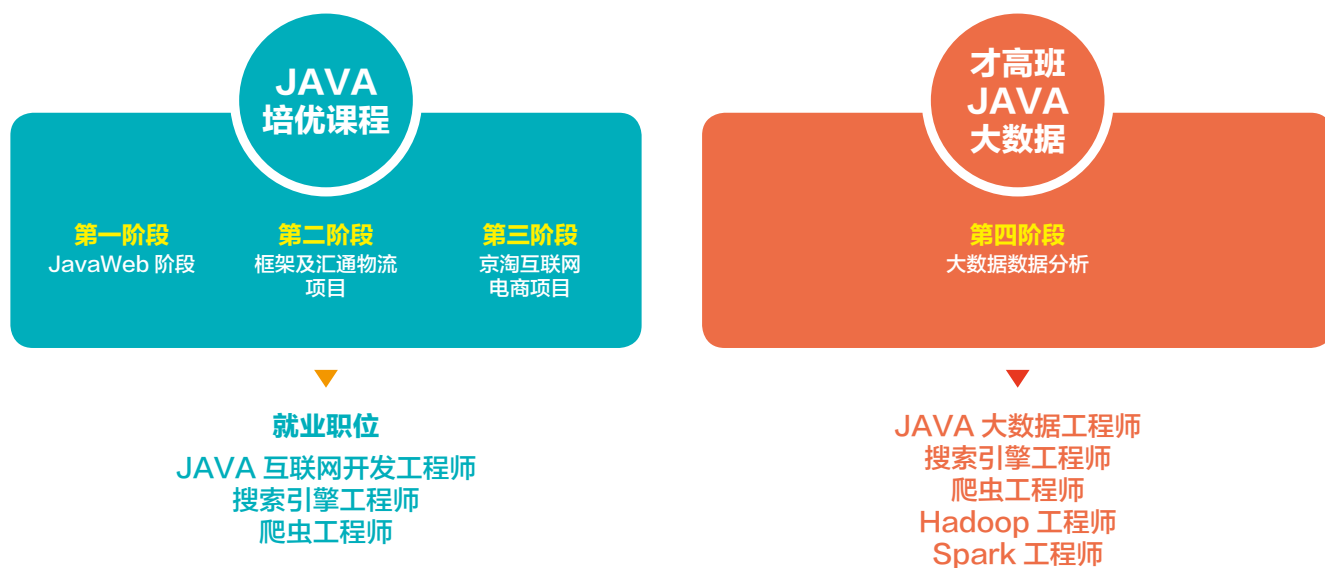 JAVA
培优课程
第一阶段
JavaWeb 阶段
第二阶段
框架及汇通物流
项目
第三阶段
京淘互联网
电商项目
就业职位
JAVA 互联网开发工程师
搜索引擎工程师
爬虫工程师
才高班
JAVA
大数据
第四阶段
大数据数据分析
JAVA 大数据工程师
搜索引擎工程师
爬虫工程师
Hadoop 工程师
Spark 工程师